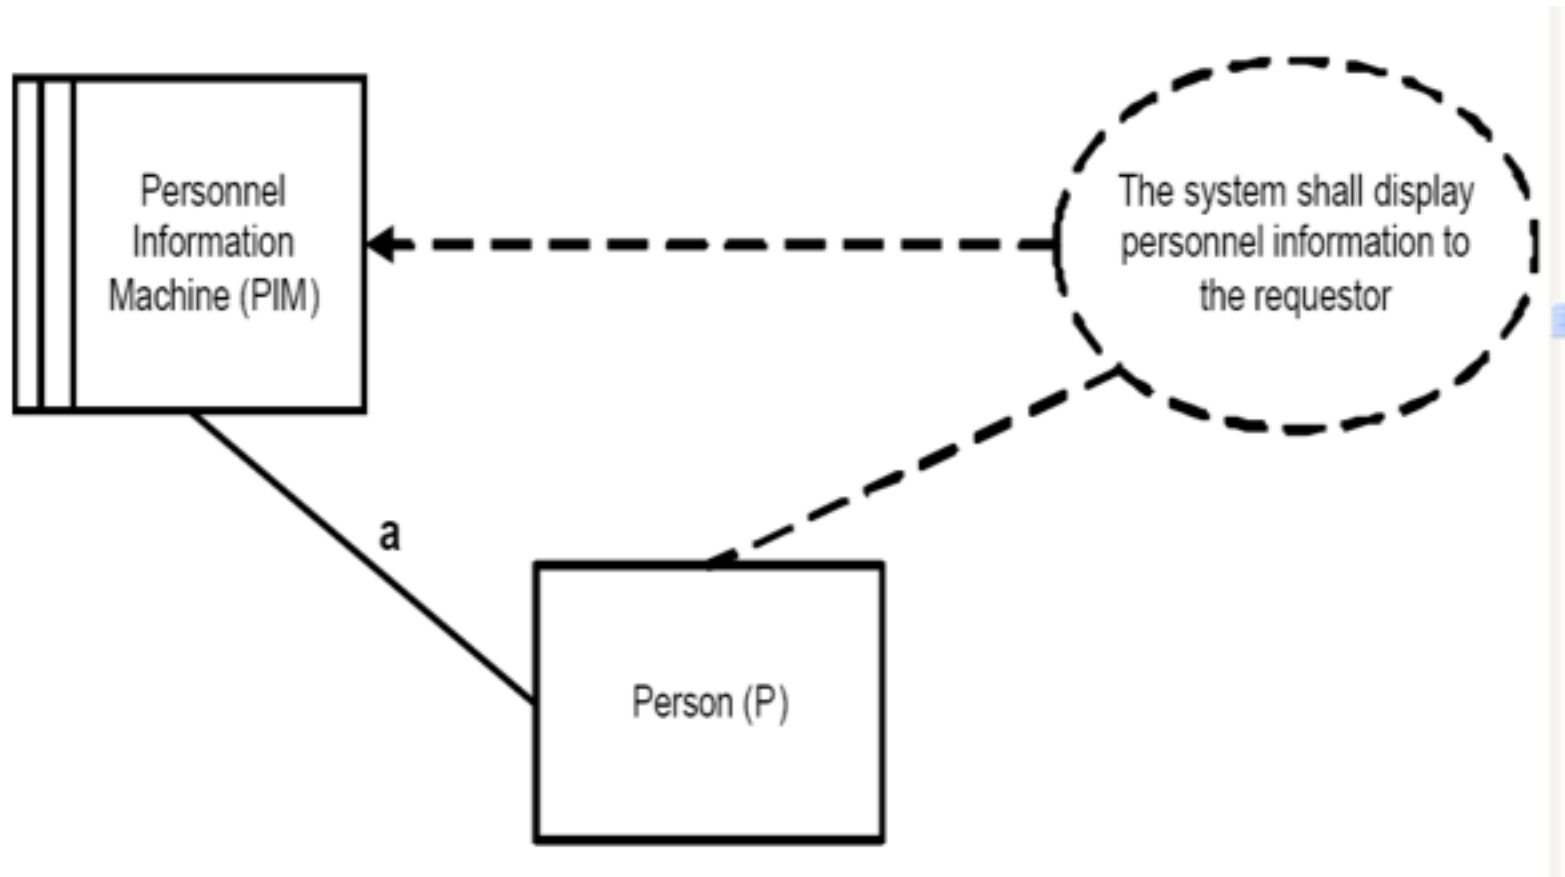 Personnel
Information
Machine (PIM)
The system shall display
personnel information to
the requestor
a
Person (P)